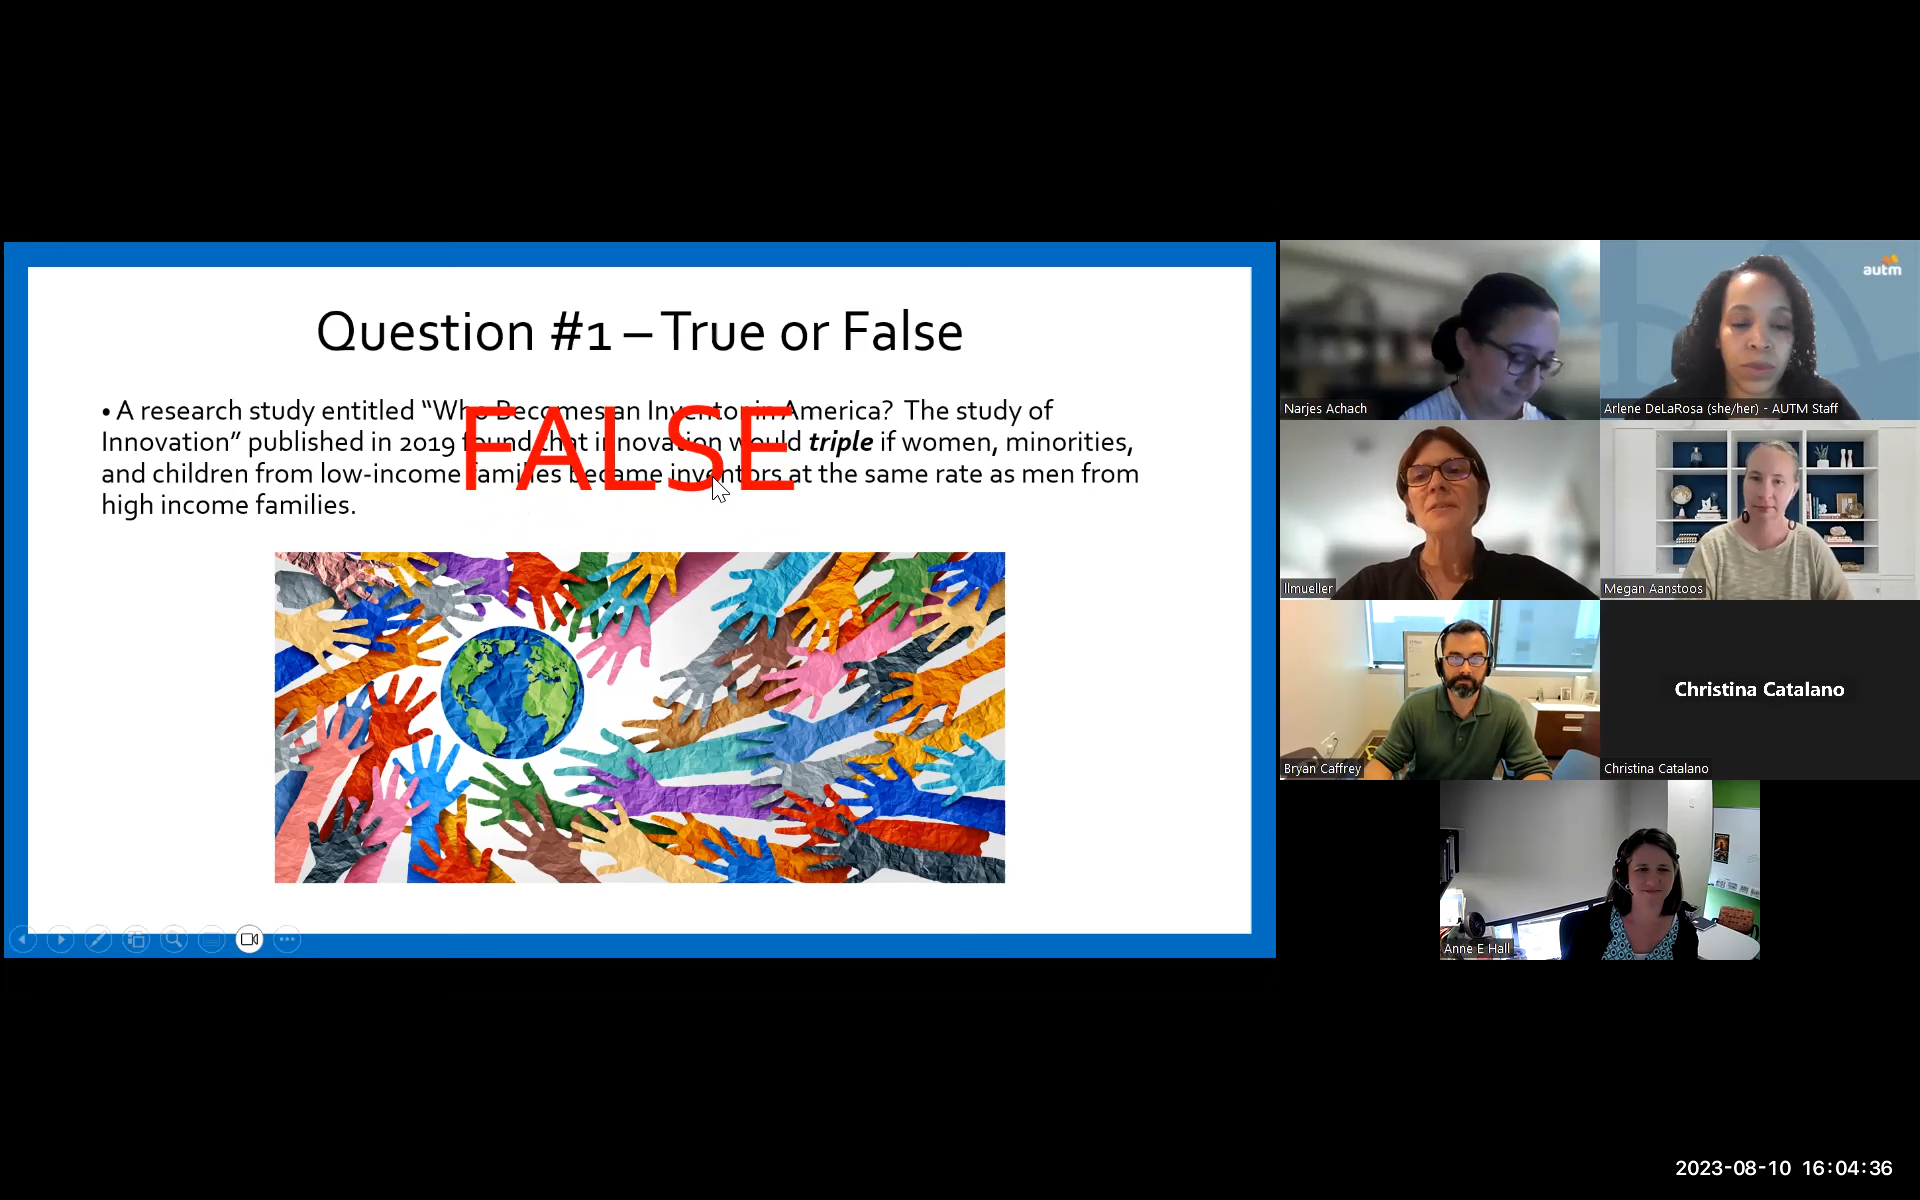 Question #1 – True or False
• A research study entitled “Who Becomes an Inventor in America?  The study of
Innovation” published in 2019 found that innovation would triple if women, minorities,
and children from low-income families became inventors at the same rate as men from
high income families.
FALSE
autm
Narjes Achach
Arlene DeLaRosa (she/her) - AUTM Staff
llmueller
Megan Aanstoos
Bryan Caffrey
Christina Catalano
Christina Catalano
Anne E Hall
2023-08-10 16:04:36